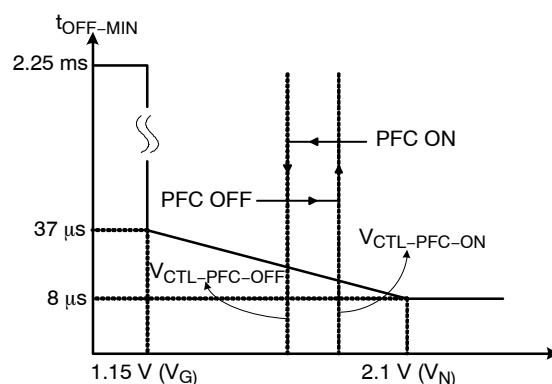 tOFF–MIN
2.25 ms
PFC ON
PFC OFF
37 μs
VCTL–PFC–ON
VCTL–PFC–OFF
8 μs
1.15 V (VG)
2.1 V (VN)